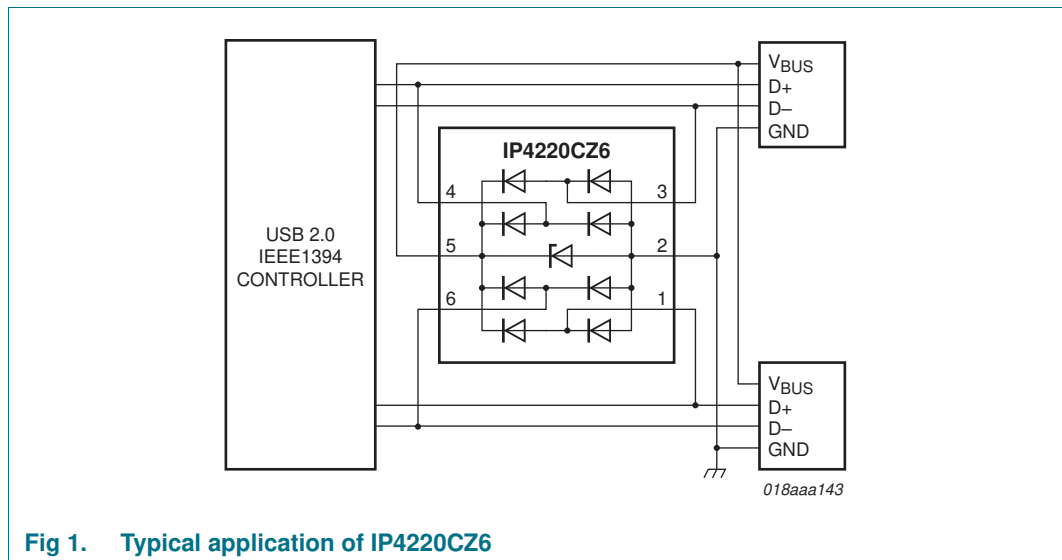 USB 2.0
IEEE1394
CONTROLLER
IP4220CZ6
4
3
5
2
6
1
VBUS
D+
D–
GND
VBUS
D+
D–
GND
018aaa143
Fig 1. Typical application of IP4220CZ6